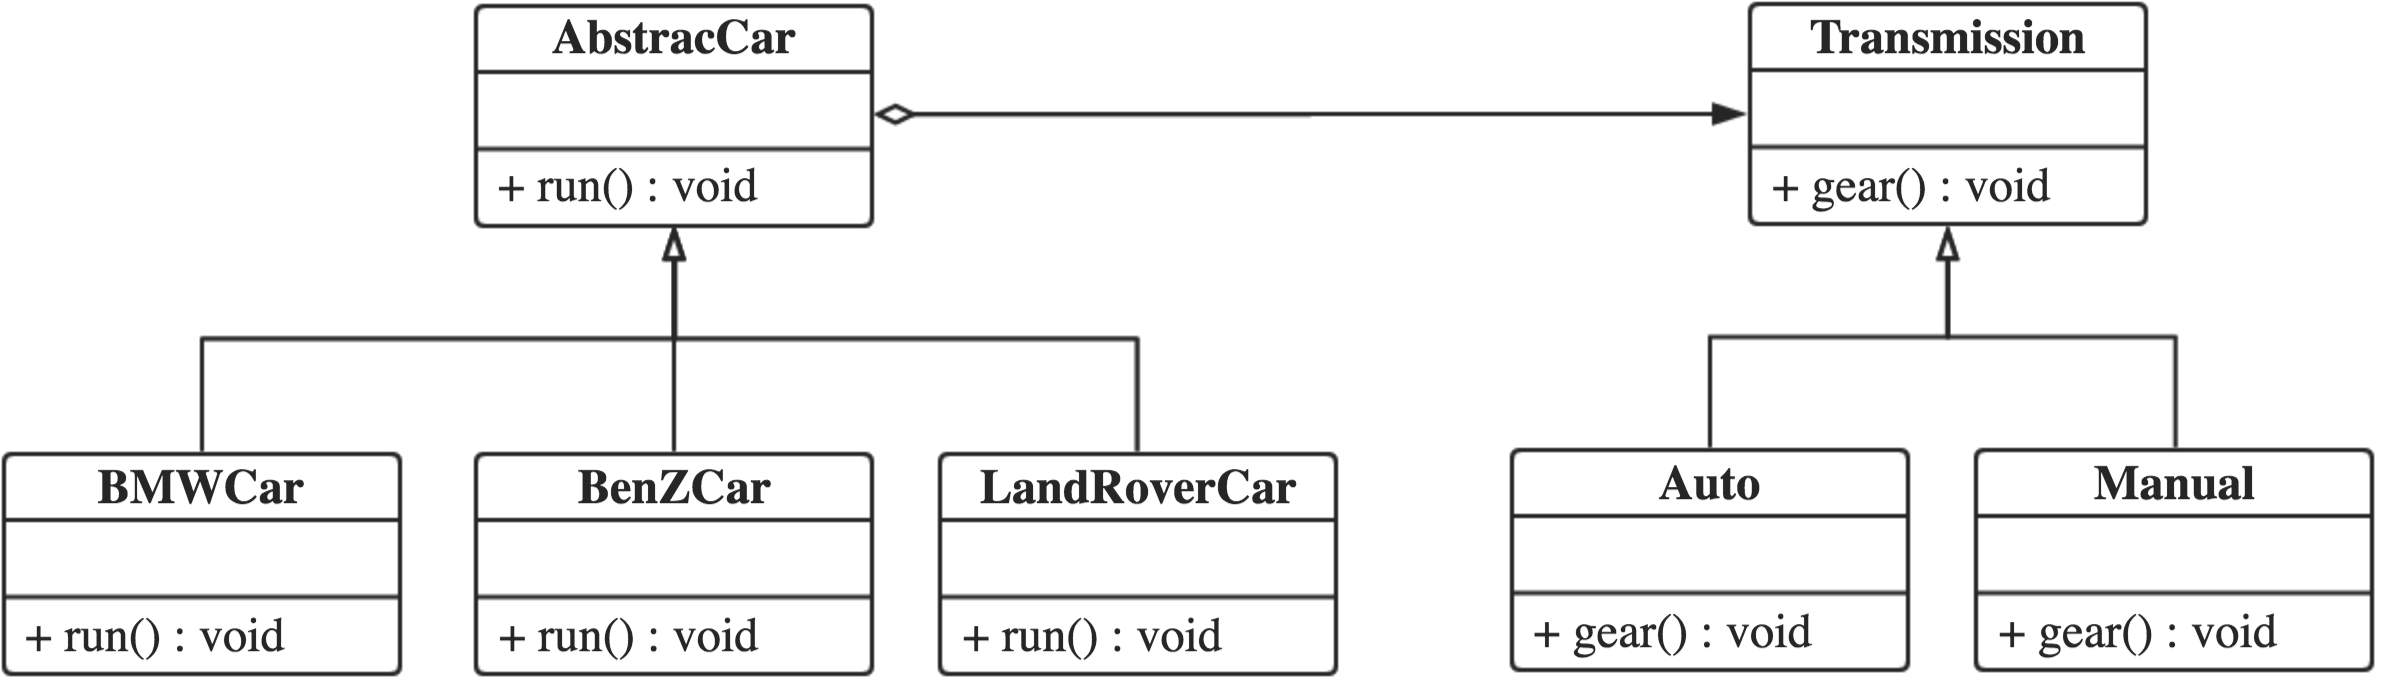 AbstracCar
+ run() : void
Transmission
+ gear() : void
BMWCar
+ run() : void
BenZCar
+ run() : void
LandRoverCar
+ run() : void
Auto
+ gear() : void
Manual
+ gear() : void